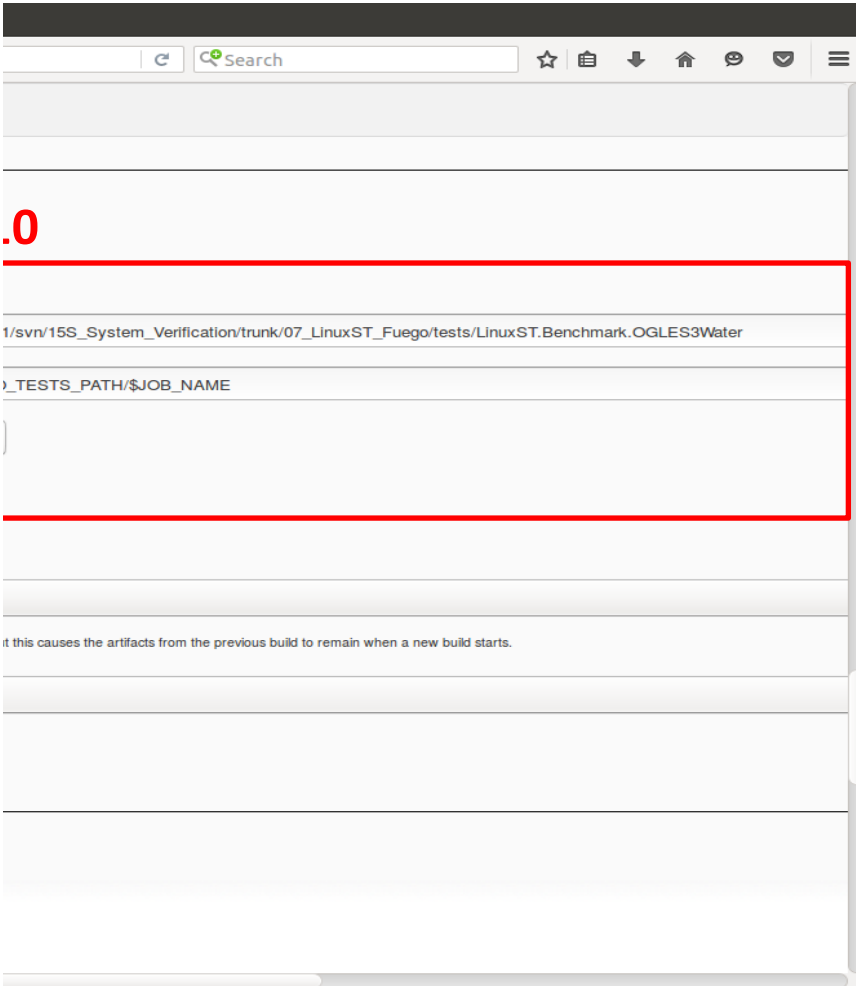 Search
.0
1/svn/15S_System_Verification/trunk/07_LinuxST_Fuego/tests/LinuxST.Benchmark.OGLES3Water
_TESTS_PATH/$JOB_NAME
t this causes the artifacts from the previous build to remain when a new build starts.